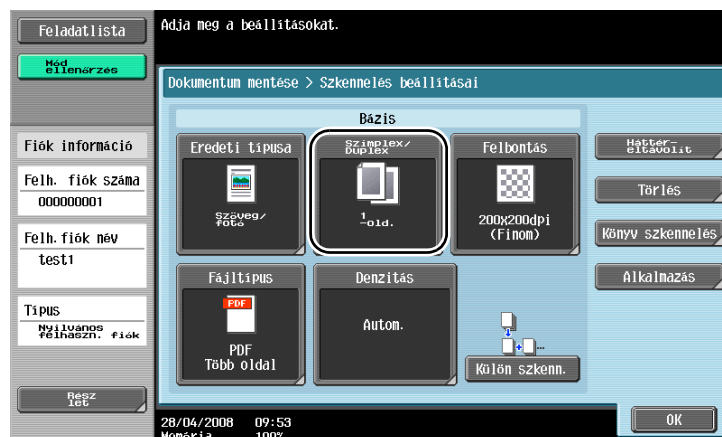 Feladatlista
Adja meg a beállításokat.
Mód
ellenőrzés
Dokumentum mentése > Szkennelés beállításai
Bázis
Fiók információ
Eredeti típusa
Szimplex/
Duplex
Felbontás
Háttér-
eltávolít
Felh. fiók száma
000000001
Szöveg/
fotó
1
-old.
200x200dpi
(Finom)
Törlés
Felh.fiók név
test1
Könyv szkennelés
Fájltípus
Denzitás
Alkalmazás
Típus
Nyilvános
felhaszn. fiók
PDF
Autom.
PDF
Több oldal
Külön szkenn.
Rész
let
28/04/2008 09:53
OK
Memória 100%